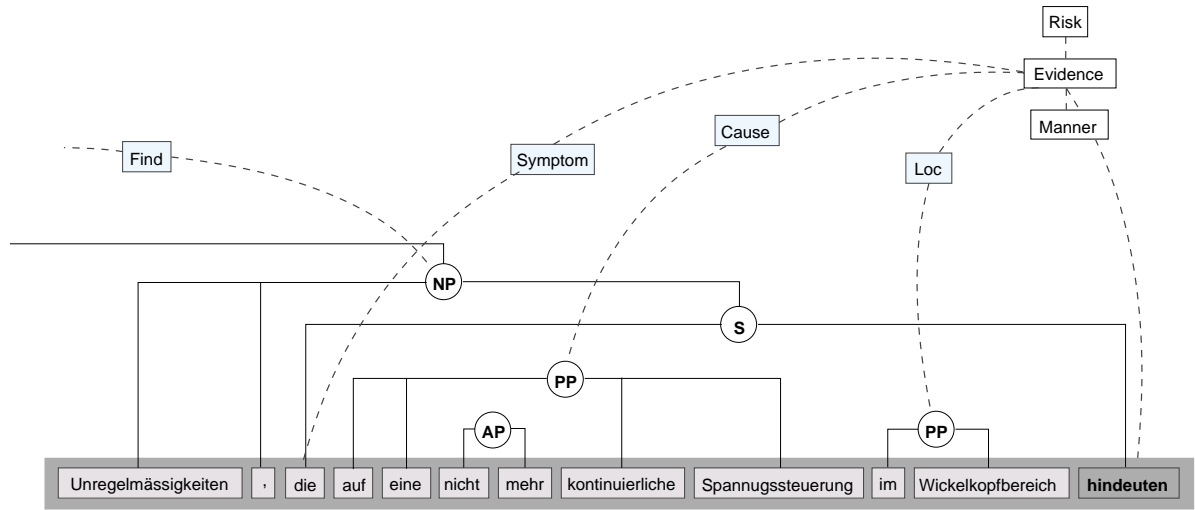 Risk
Evidence
Manner
Cause
Find
Symptom
Loc
NP
S
PP
AP
PP
Unregelmässigkeiten , die auf eine nicht mehr kontinuierliche Spannugssteuerung im Wickelkopfbereich hindeuten